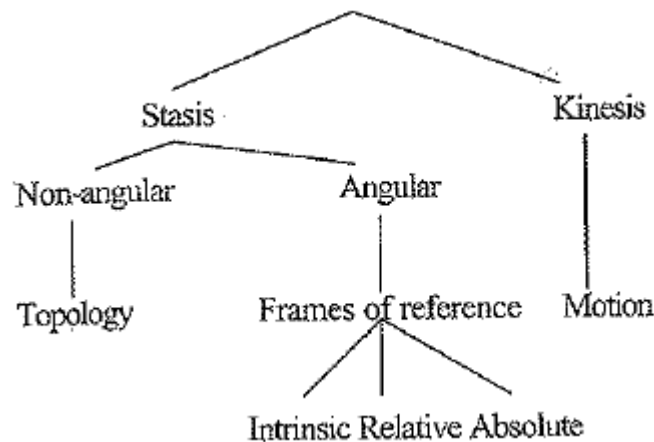 Stasis
Kinesis
Non-angular
Angular
Topology
Frames of reference
Motion
Intrinsic Relative Absolute